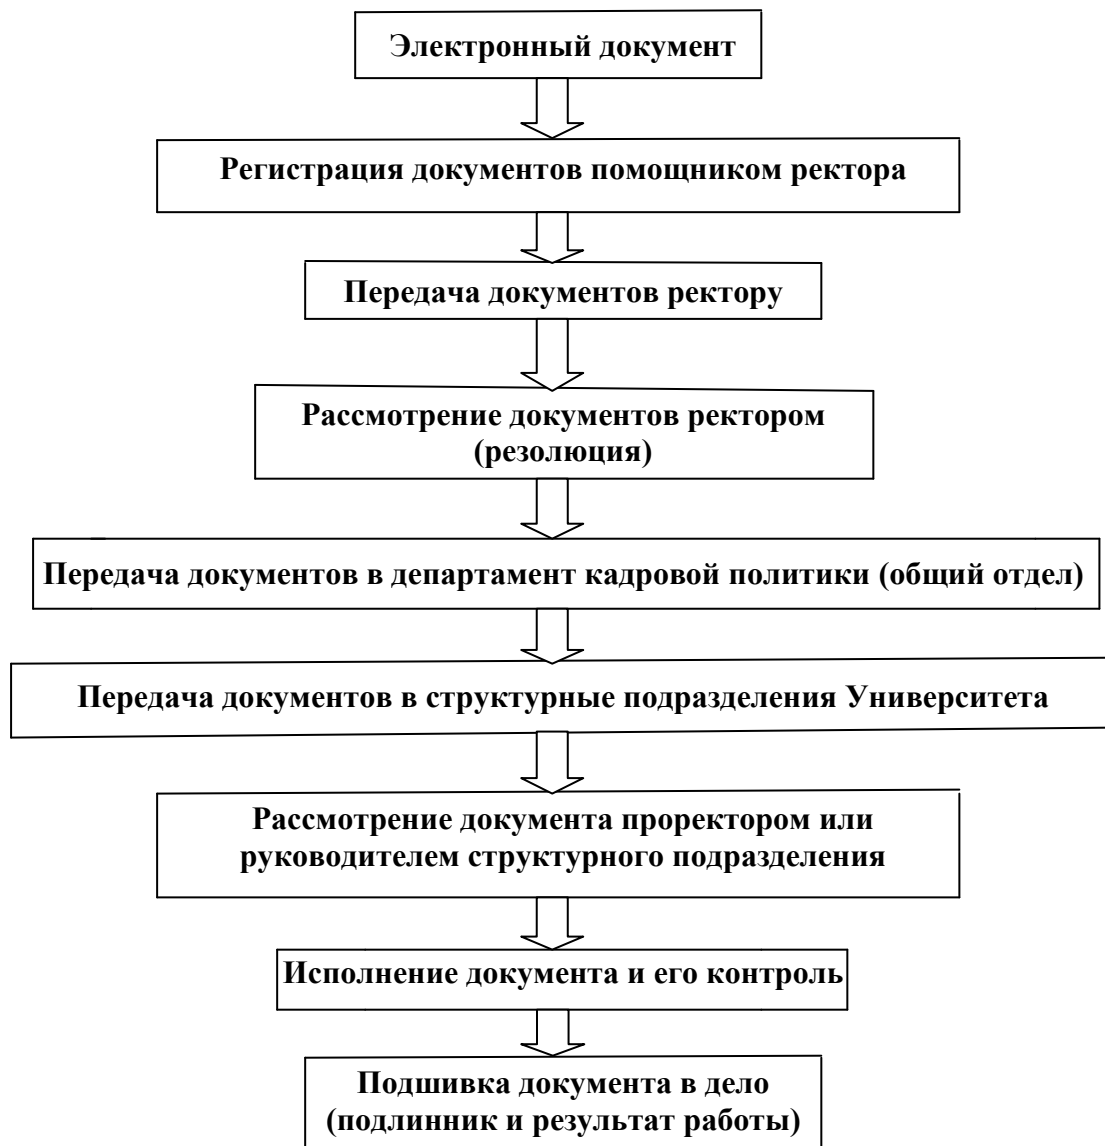 Электронный документ
Регистрация документов помощником ректора
Передача документов ректору
Рассмотрение документов ректором
(резолюция)
Передача документов в департамент кадровой политики (общий отдел)
Передача документов в структурные подразделения Университета
Рассмотрение документа проректором или
руководителем структурного подразделения
Исполнение документа и его контроль
Подшивка документа в дело
(подлинник и результат работы)